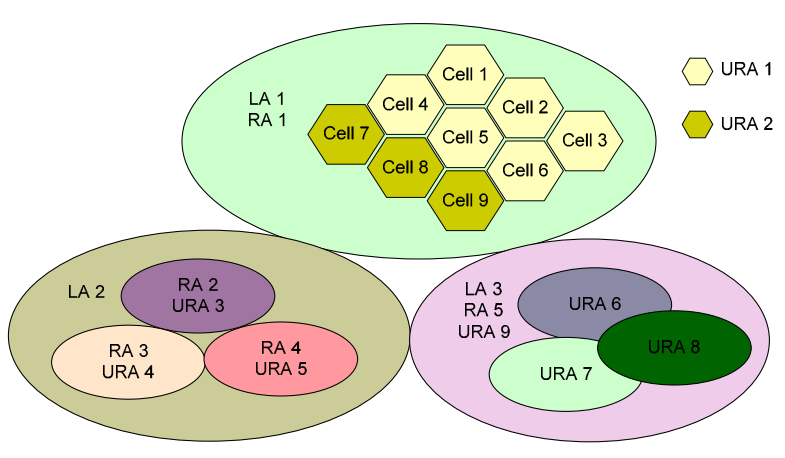 LA 1
RA 1
Cell 1
Cell 4
Cell 2
Cell 7
Cell 5
Cell 3
Cell 8
Cell 6
Cell 9
URA 1
URA 2
LA 2
RA 2
URA 3
RA 3
URA 4
RA 4
URA 5
LA 3
RA 5
URA 9
URA 6
URA 8
URA 7